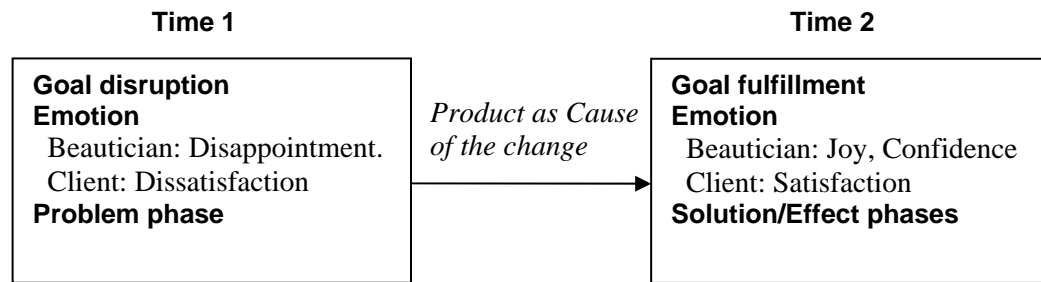 Time 1
Goal disruption
Emotion
Beautician: Disappointment.
Client: Dissatisfaction
Problem phase
Product as Cause
of the change
Time 2
Goal fulfillment
Emotion
Beautician: Joy, Confidence
Client: Satisfaction
Solution/Effect phases